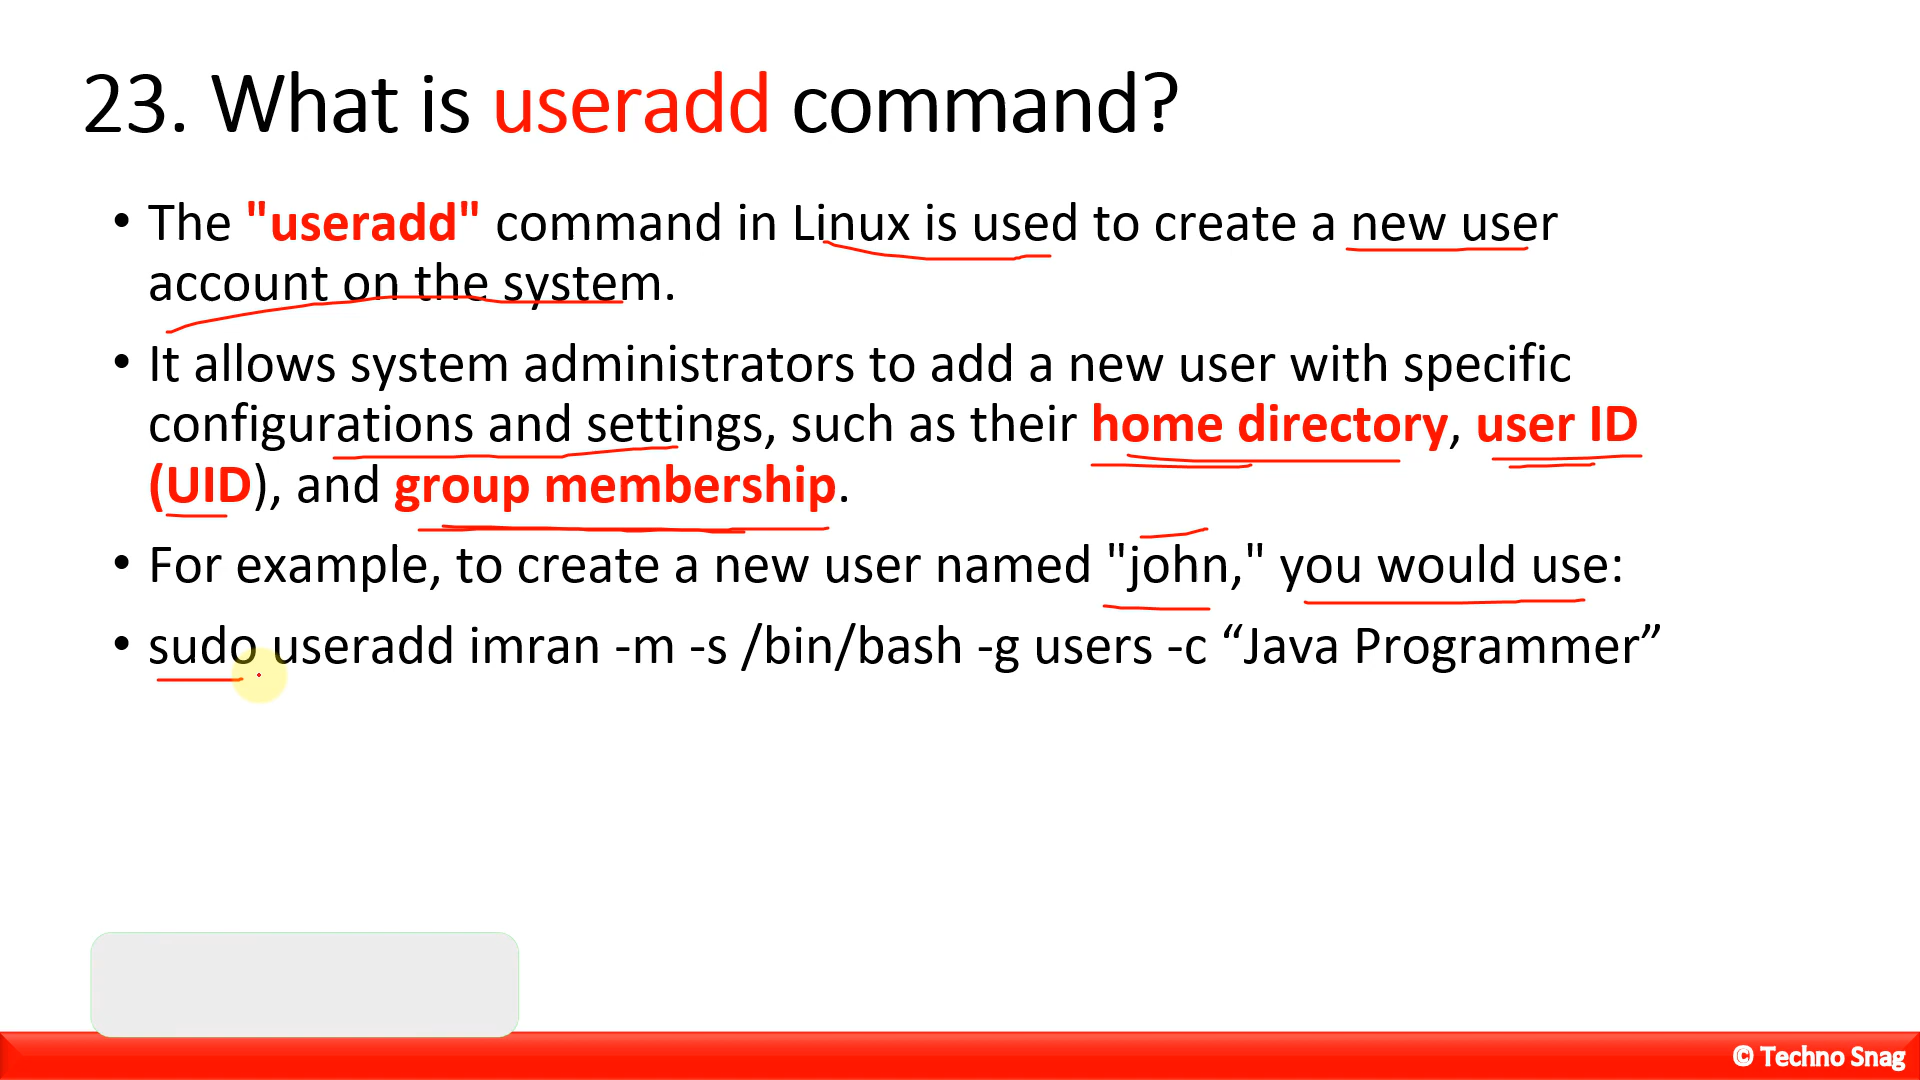 23. What is useradd command?
• The "useradd" command in Linux is used to create a new user
account on the system.
• It allows system administrators to add a new user with specific
configurations and settings, such as their home directory, user ID
(UID), and group membership.
• For example, to create a new user named "john," you would use:
• sudo useradd imran -m -s /bin/bash -g users -c “Java Programmer”
© Techno Snag